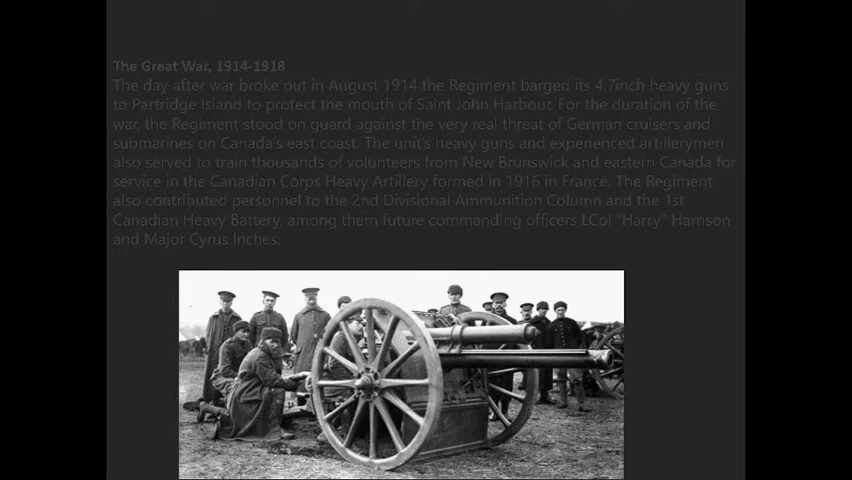 The Great War, 1914-1918
The day after war broke out in August 1914 the Regiment barged its 4.7inch heavy guns
to Partridge Island to protect the mouth of Saint John Harbour. For the duration of the
war, the Regiment stood on guard against the very real threat of German cruisers and
submarines on Canada's east coast. The unit's heavy guns and experienced artillerymen
also served to train thousands of volunteers from New Brunswick and eastern Canada for
service in the Canadian Corps Heavy Artillery formed in 1916 in France. The Regiment
also contributed personnel to the 2nd Divisional Ammunition Column and the 1st
Canadian Heavy Battery, among them future commanding officers LCol "Harry" Harrison
and Major Cyrus Inches.